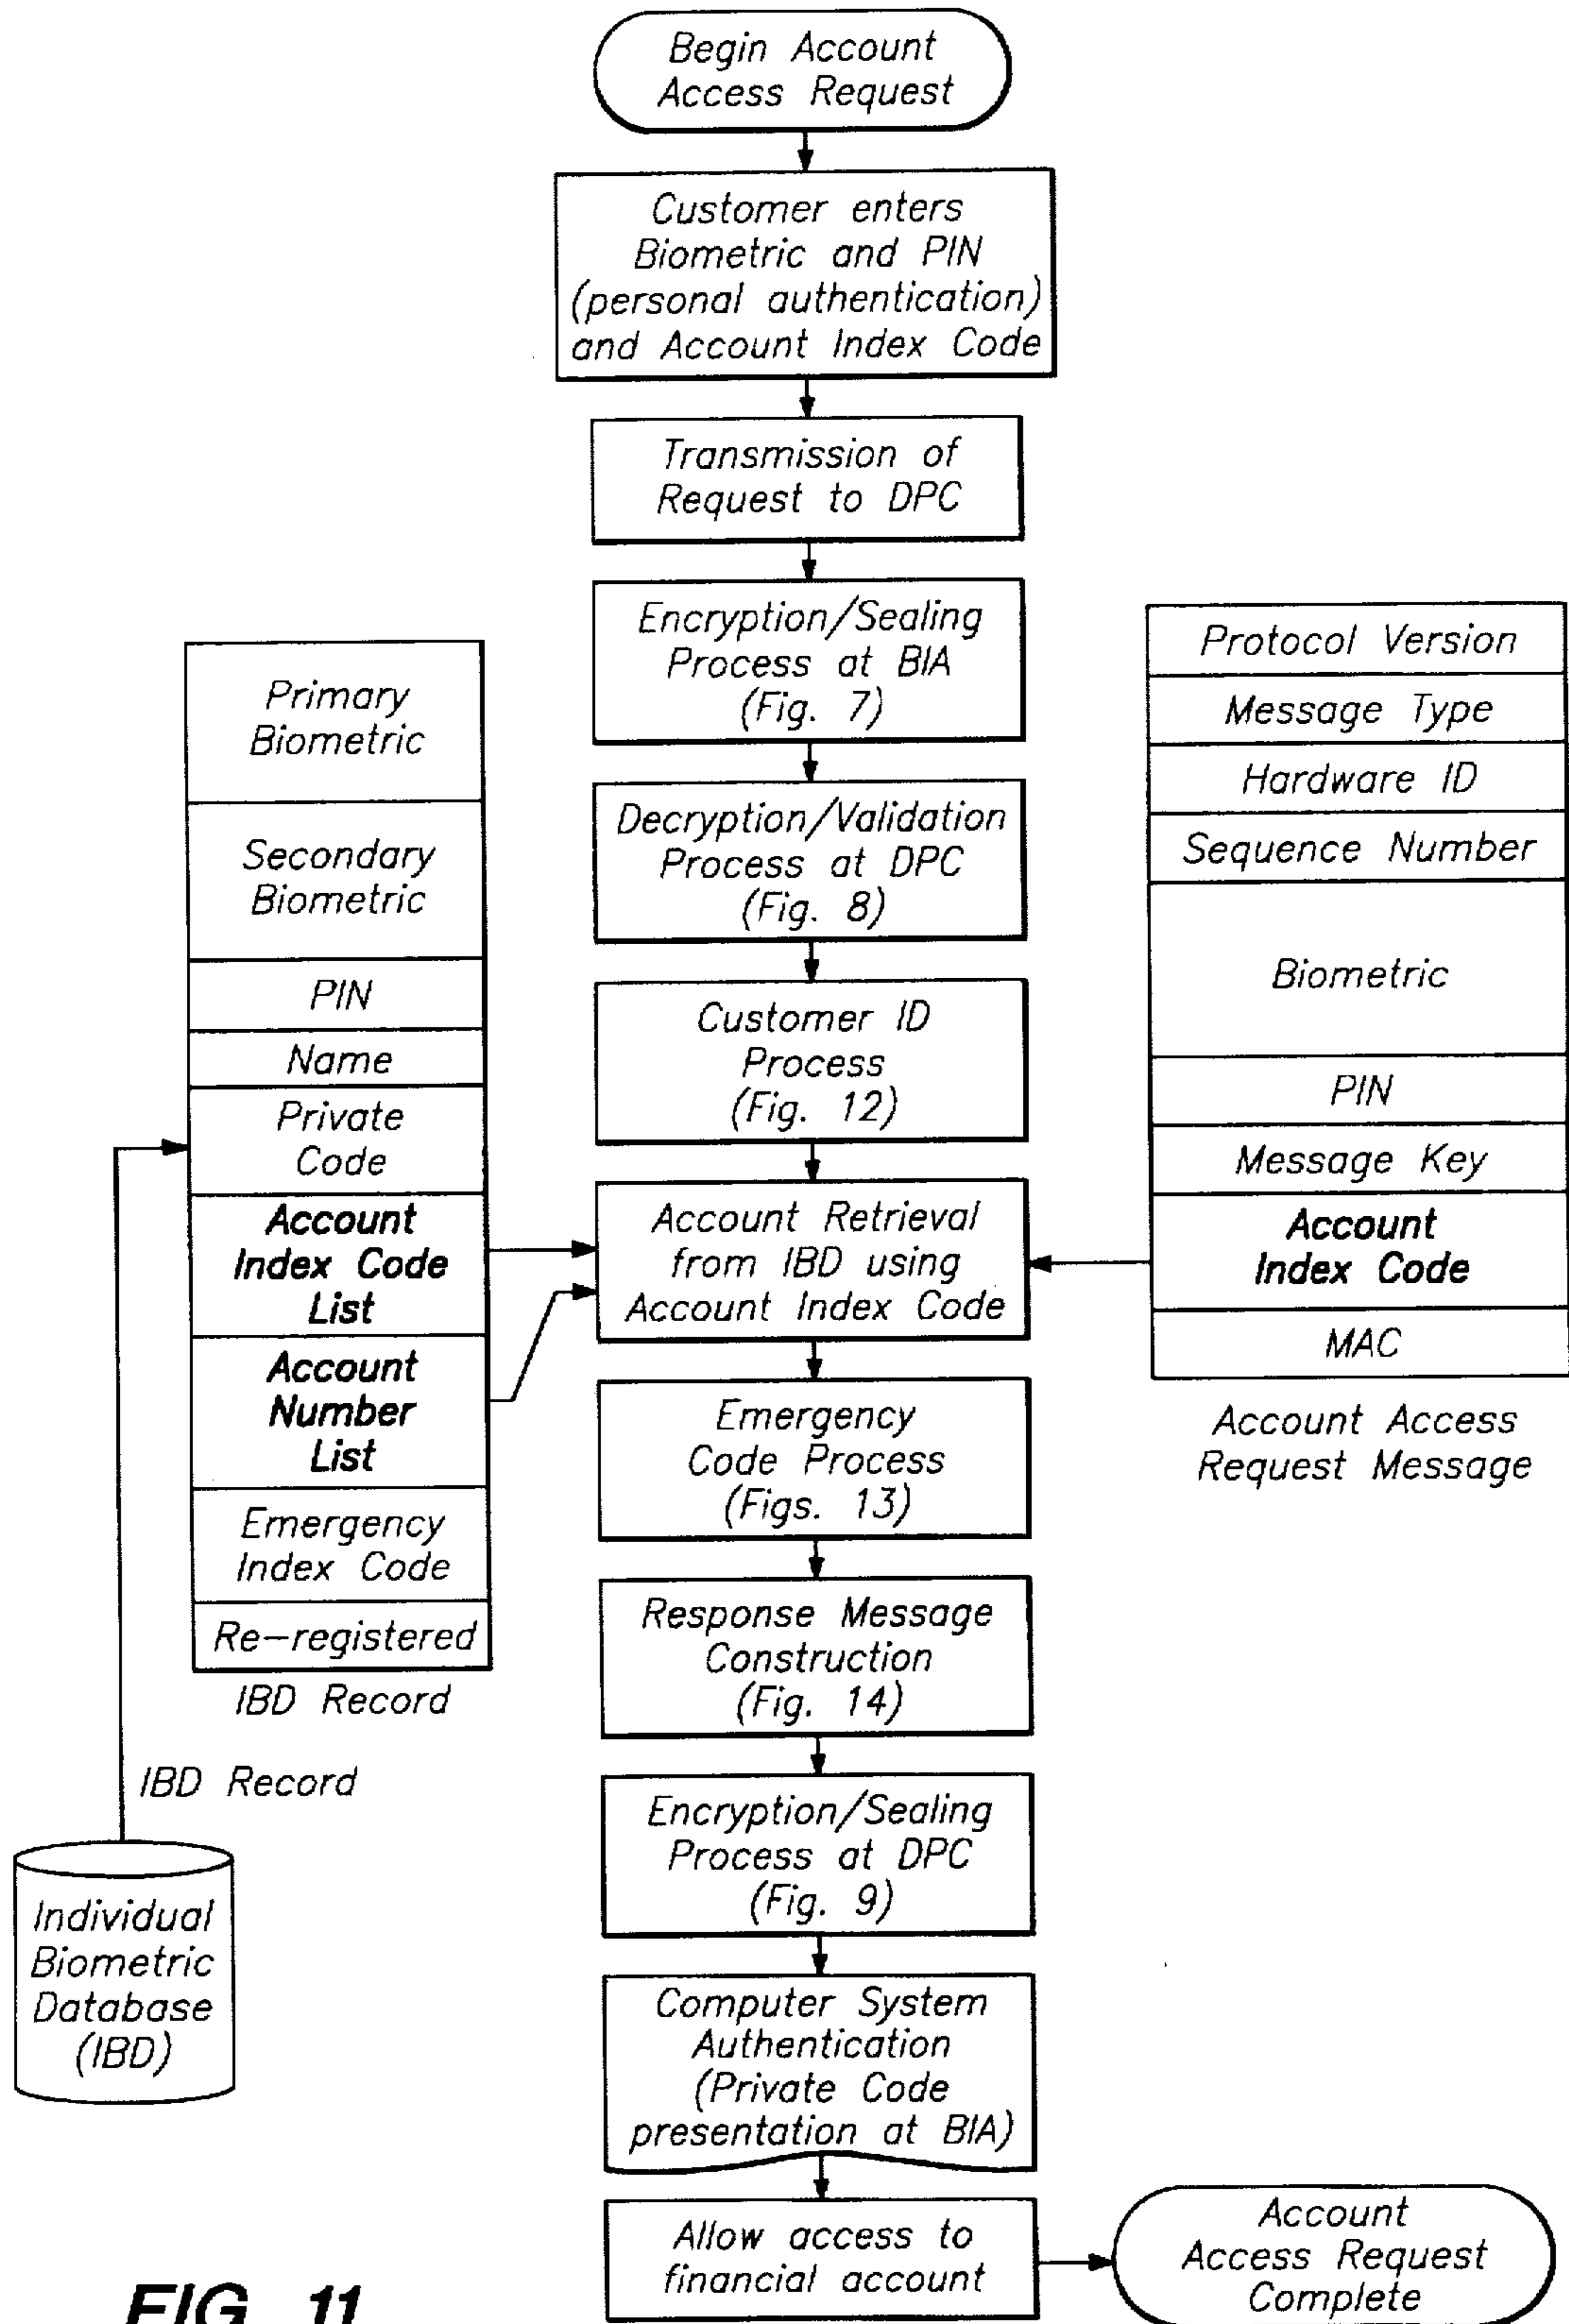 Begin Account
Access Request
Customer enters
Biometric and PIN
(personal authentication)
and Account Index Code
Transmission of
Request to DPC
Encryption/Sealing
Process at BIA
(Fig. 7)
Decryption/Validation
Process at DPC
(Fig. 8)
Customer ID
Process
(Fig. 12)
Account Retrieval
from IBD using
Account Index Code
Emergency
Code Process
(Figs. 13)
Response Message
Construction
(Fig. 14)
Encryption/Sealing
Process at DPC
(Fig. 9)
Computer System
Authentication
(Private Code
presentation at BIA)
Allow access to
financial account
Account
Access Request
Complete
Primary
Biometric
Secondary
Biometric
PIN
Name
Private
Code
Account
Index Code
List
Account
Number
List
Emergency
Index Code
Re-registered
IBD Record
IBD Record
Individual
Biometric
Database
(IBD)
Protocol Version
Message Type
Hardware ID
Sequence Number
Biometric
PIN
Message Key
Account
Index Code
MAC
Account Access
Request Message
FIG. 11